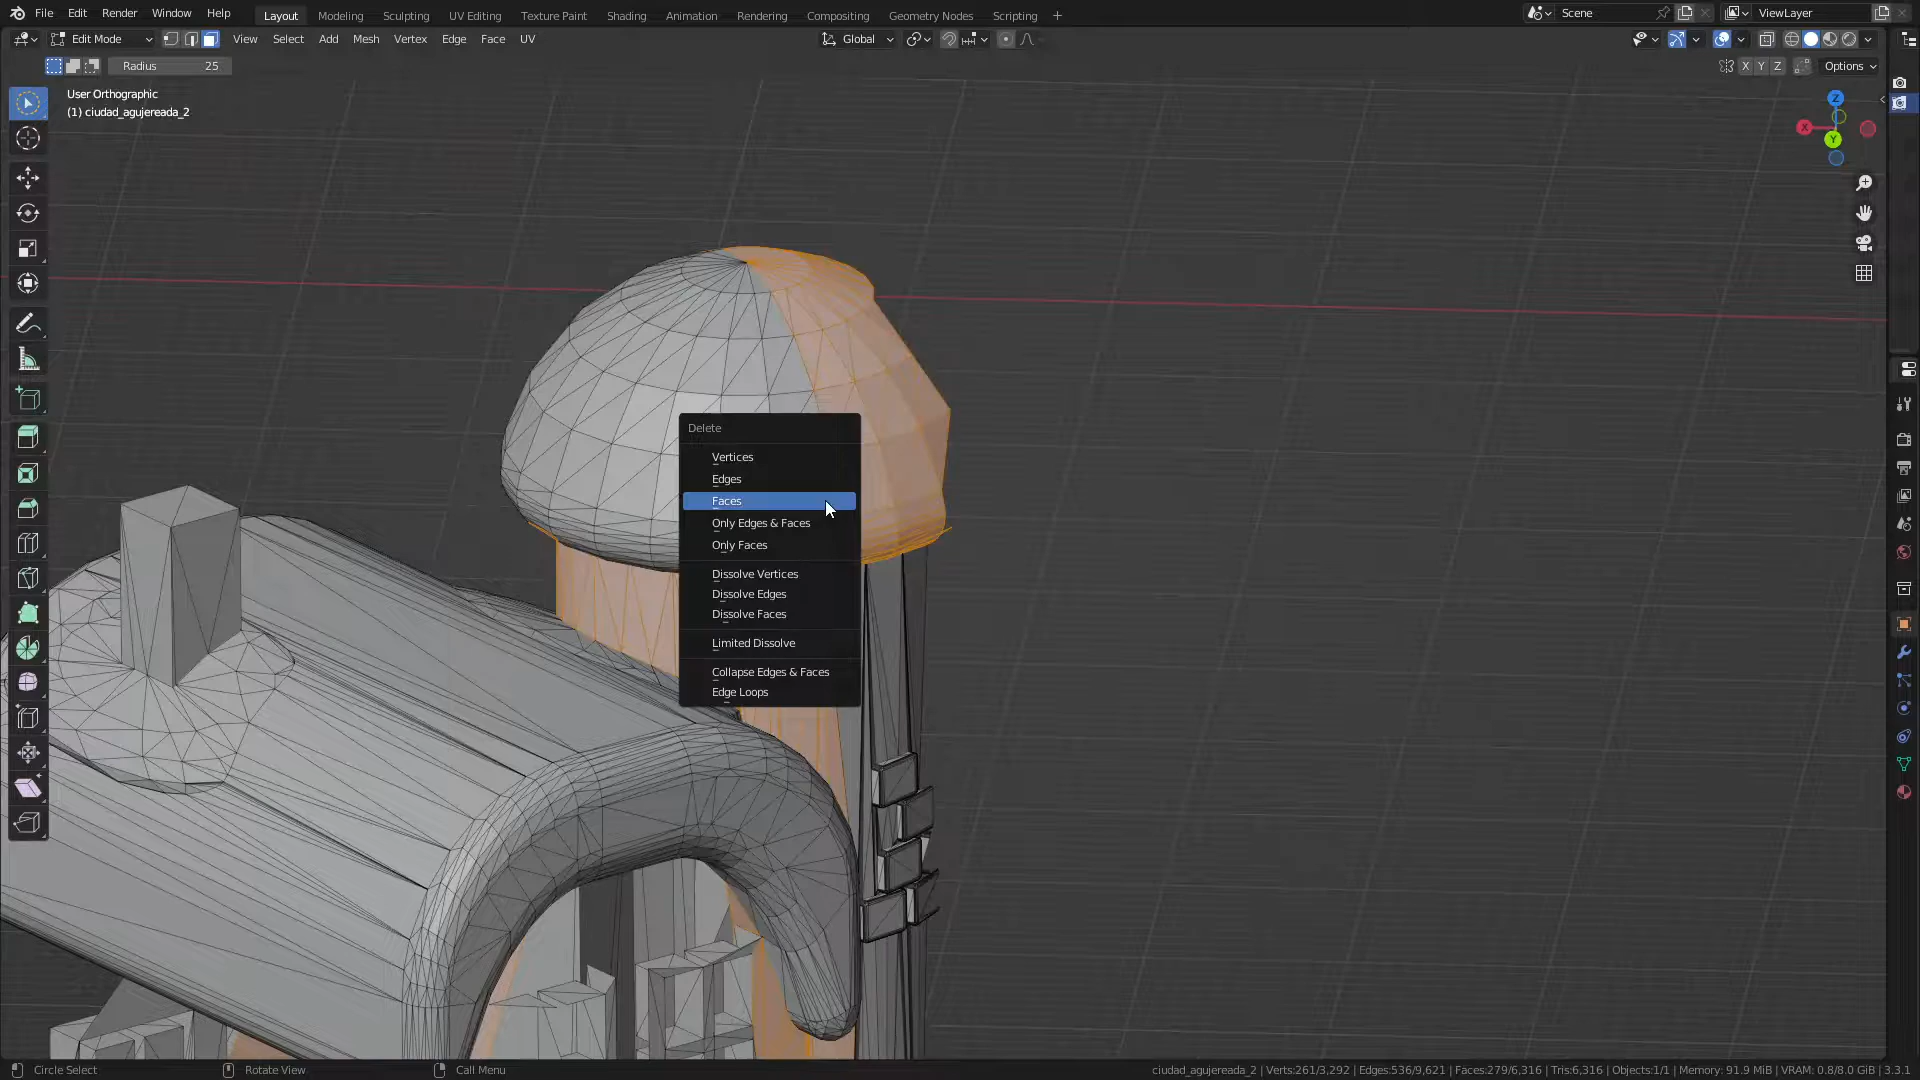 File Edit Render Window Help
Layout Modeling Sculpting UV Editing Texture Paint Shading Animation Rendering Compositing Geometry Nodes Scripting +
Scene
ViewLayer
Edit Mode
View Select Add Mesh Vertex Edge Face UV
Global
Radius 25
X Y Z
Options
User Orthographic
(1) ciudad_agujereada_2
Z
X
Y
Delete
Vertices
Edges
Faces
Only Edges & Faces
Only Faces
Dissolve Vertices
Dissolve Edges
Dissolve Faces
Limited Dissolve
Collapse Edges & Faces
Edge Loops
Circle Select
Rotate View
Call Menu
ciudad_agujereada_2 | Verts:261/3,292 | Edges:536/9,621 | Faces:279/6,316 | Tris:6,316 | Objects:1/1 | Memory: 91.9 MiB | VRAM: 0.8/8.0 GiB | 3.3.1